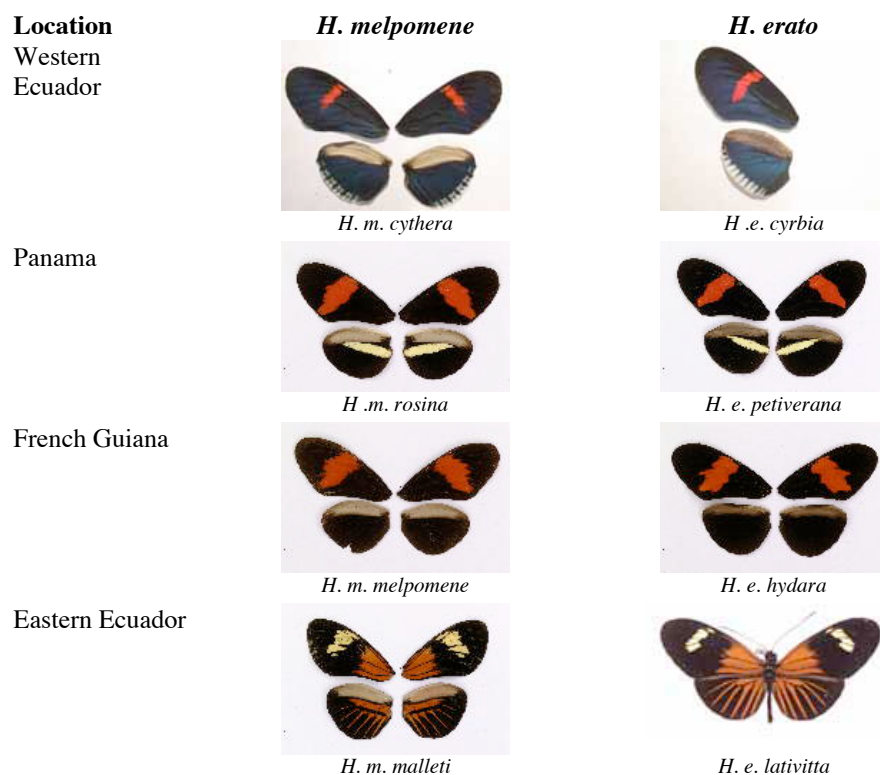 Location H. melpomene H. erato
Western
Ecuador
H. m. cythera H .e. cyrbia
Panama
H .m. rosina H. e. petiverana
French Guiana
H. m. melpomene H. e. hydara
Eastern Ecuador
H. m. malleti H. e. lativitta